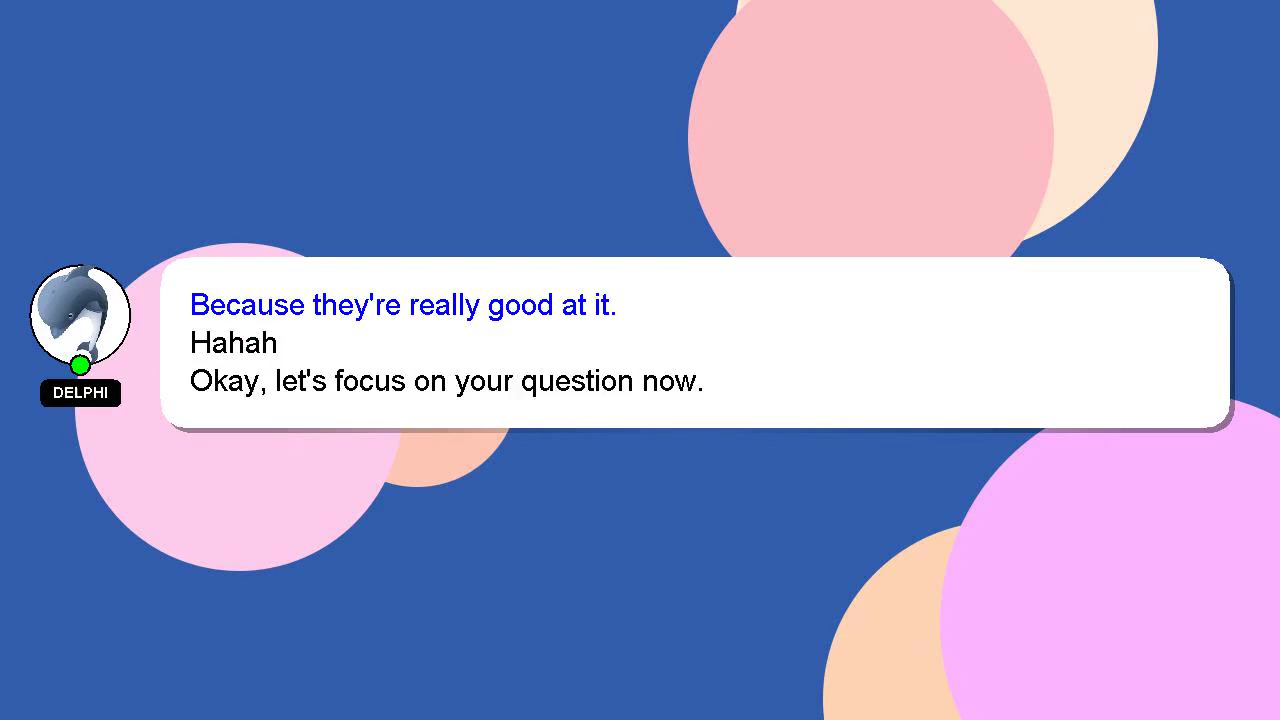 Because they're really good at it.
Hahah
Okay, let's focus on your question now.
DELPHI